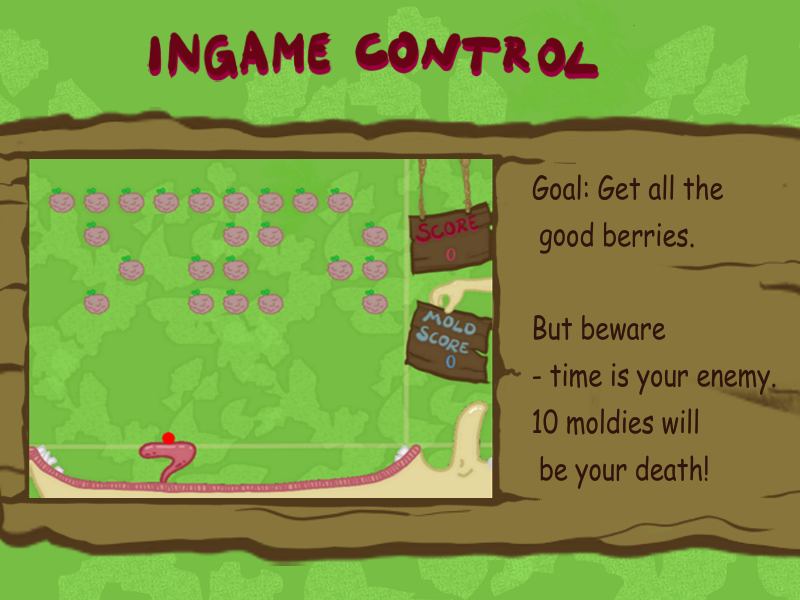 INGAME CONTROL
SCORE
0
MOLD
SCORE
0
Goal: Get all the
good berries.
But beware
- time is your enemy.
10 moldies will
be your death!